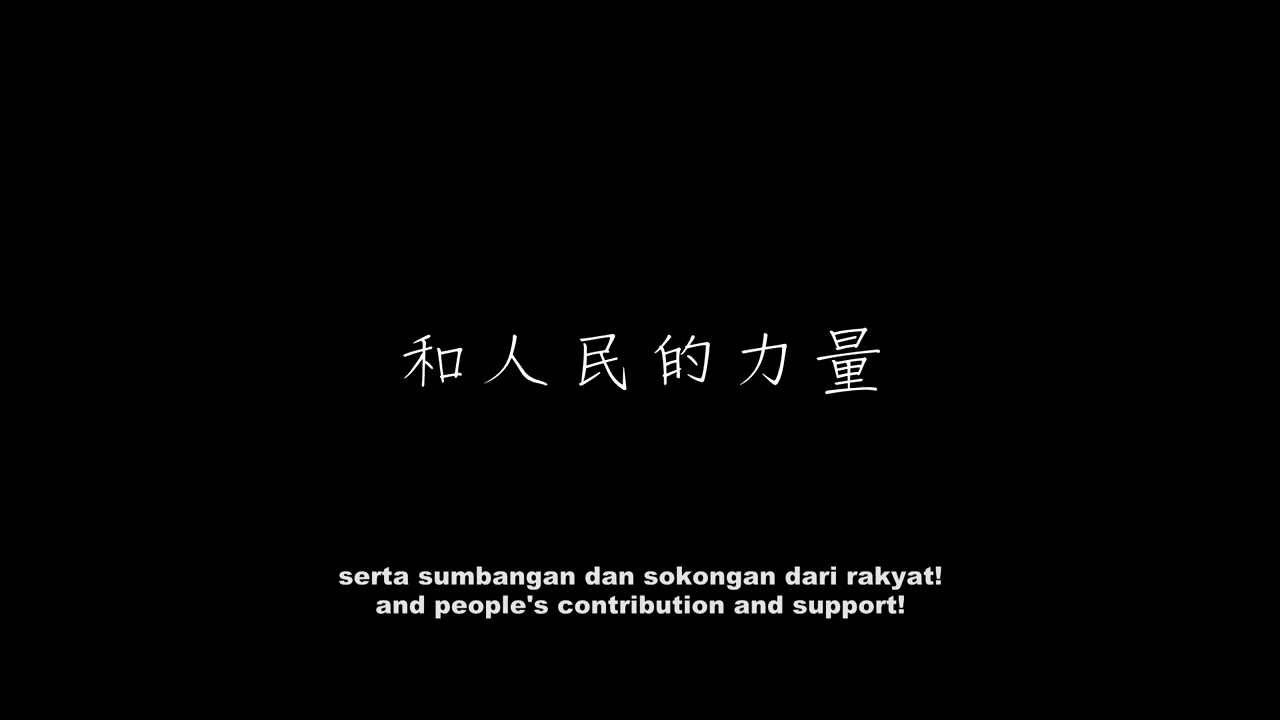 和人民的力量
serta sumbangan dan sokongan dari rakyat!
and people's contribution and support!